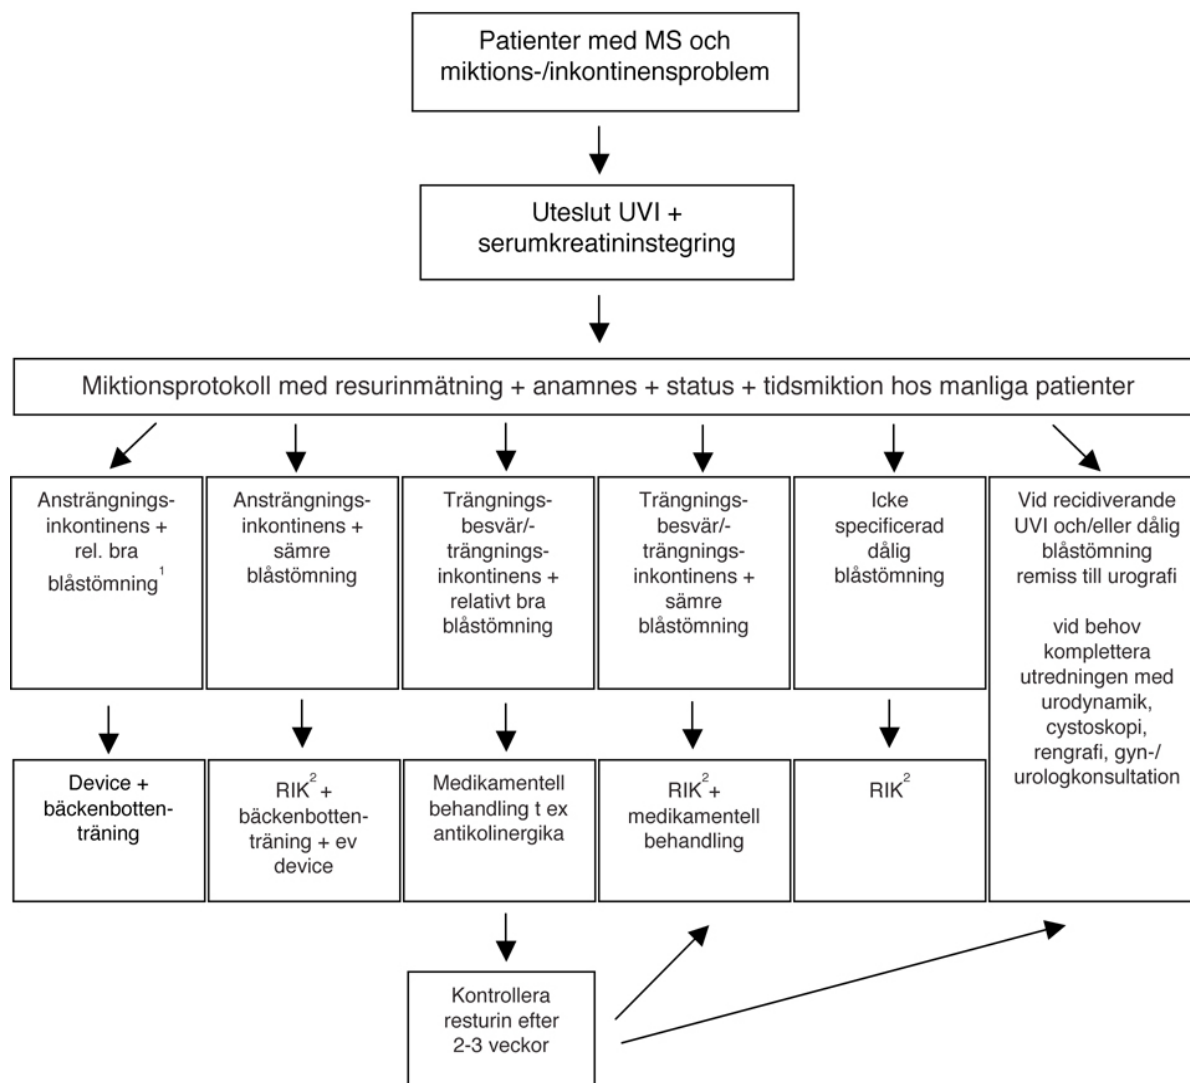 Patienter med MS och
miktions-/inkontinensproblem
Uteslut UVI +
serumkreatininstegring
Miktionsprotokoll med resurinmätning + anamnes + status + tidsmiktion hos manliga patienter
Ansträngnings-
inkontinens +
rel. bra
blåstömning¹
Ansträngnings-
inkontinens +
sämre
blåstömning
Trängnings-
besvär/-
trängnings-
inkontinens +
relativt bra
blåstömning
Trängnings-
besvär/-
trängnings-
inkontinens +
sämre
blåstömning
Icke
specificerad
dålig
blåstömning
Vid recidiverande
UVI och/eller dålig
blåstömning
remiss till urografi
vid behov
komplettera
utredningen med
urodynamik,
cystoskopi,
rengrafi, gyn-/
urologkonsultation
Device +
bäckenbotten-
träning
RIK² +
bäckenbotten-
träning + ev
device
Medikamentell
behandling t ex
antikolinergika
RIK² +
medikamentell
behandling
RIK²
Kontrollera
resturin efter
2-3 veckor